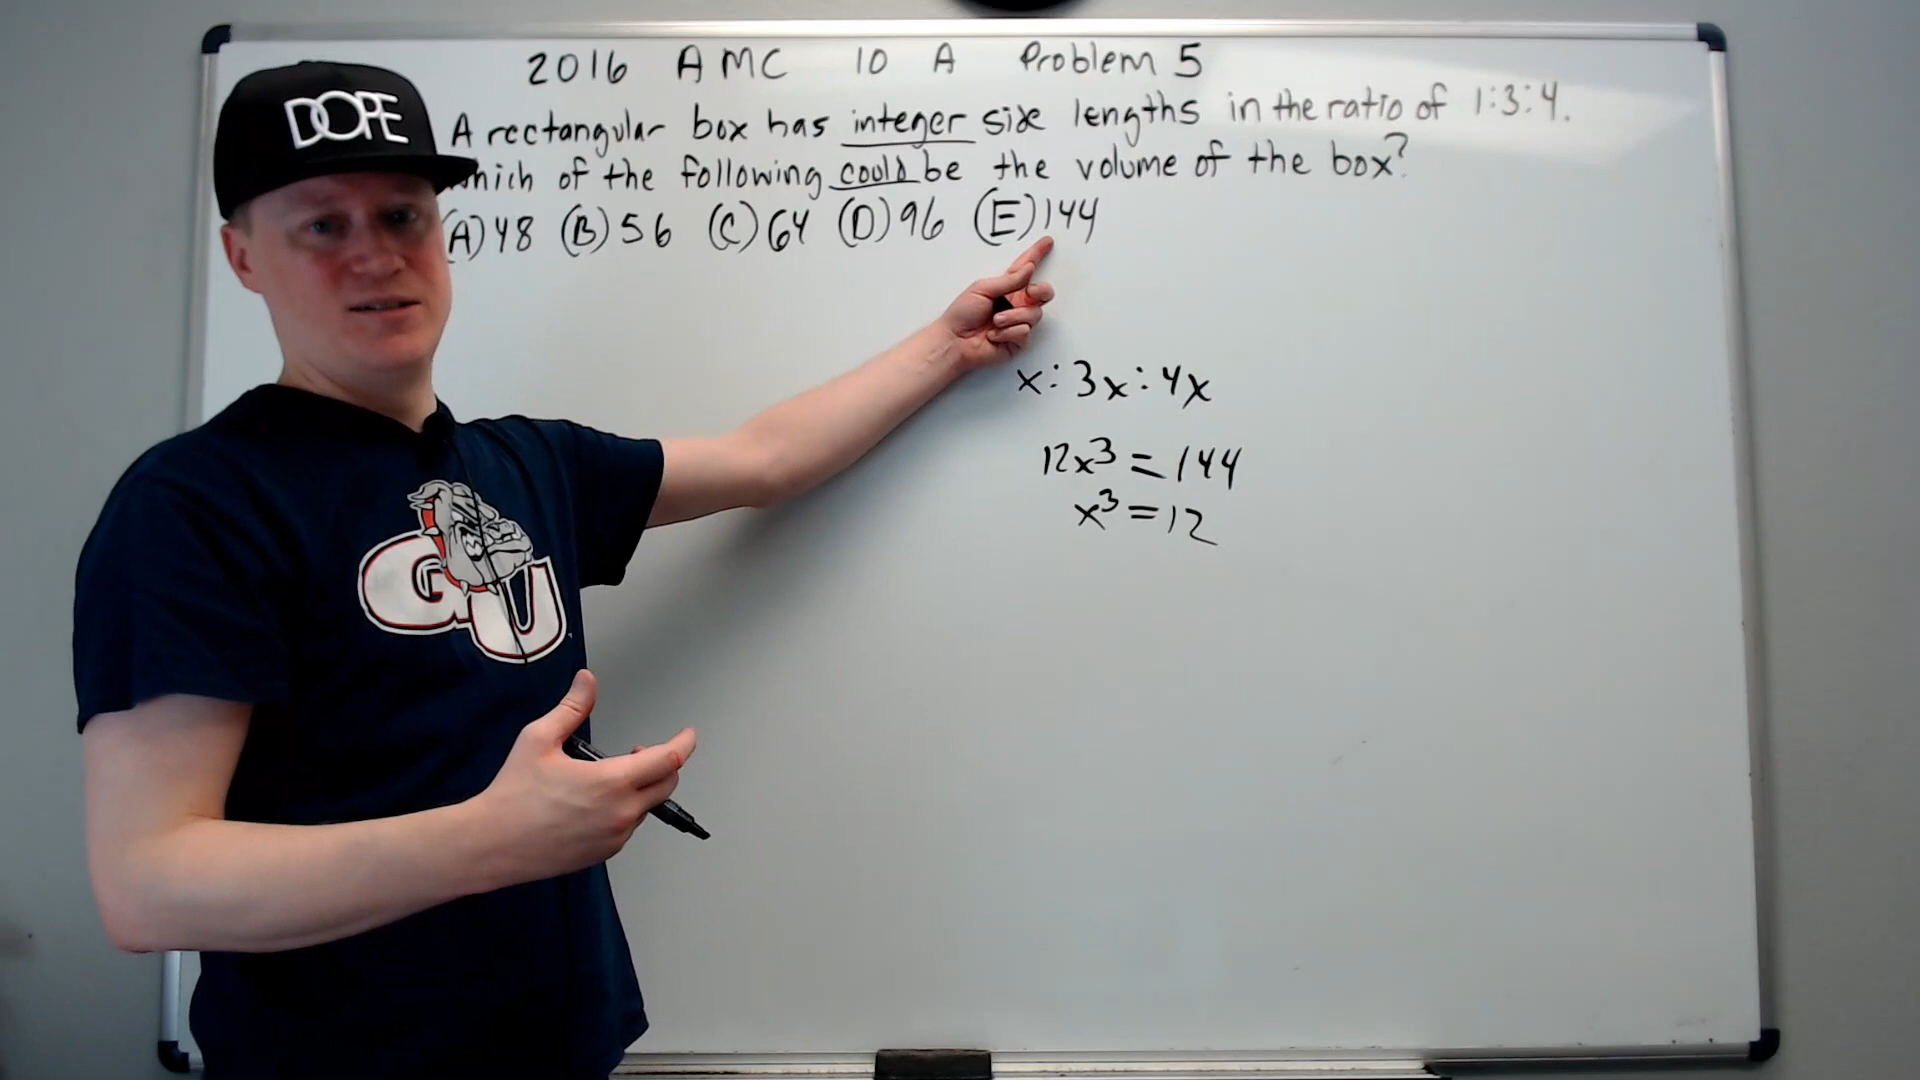 2016 AMC 10 A Problem 5
A rectangular box has integer side lengths in the ratio of 1:3:4.
which of the following could be the volume of the box?
(A) 48 (B) 56 (C) 64 (D) 96 (E) 144
DOPE
x : 3x : 4x
12x³ = 144
x³ = 12
GU